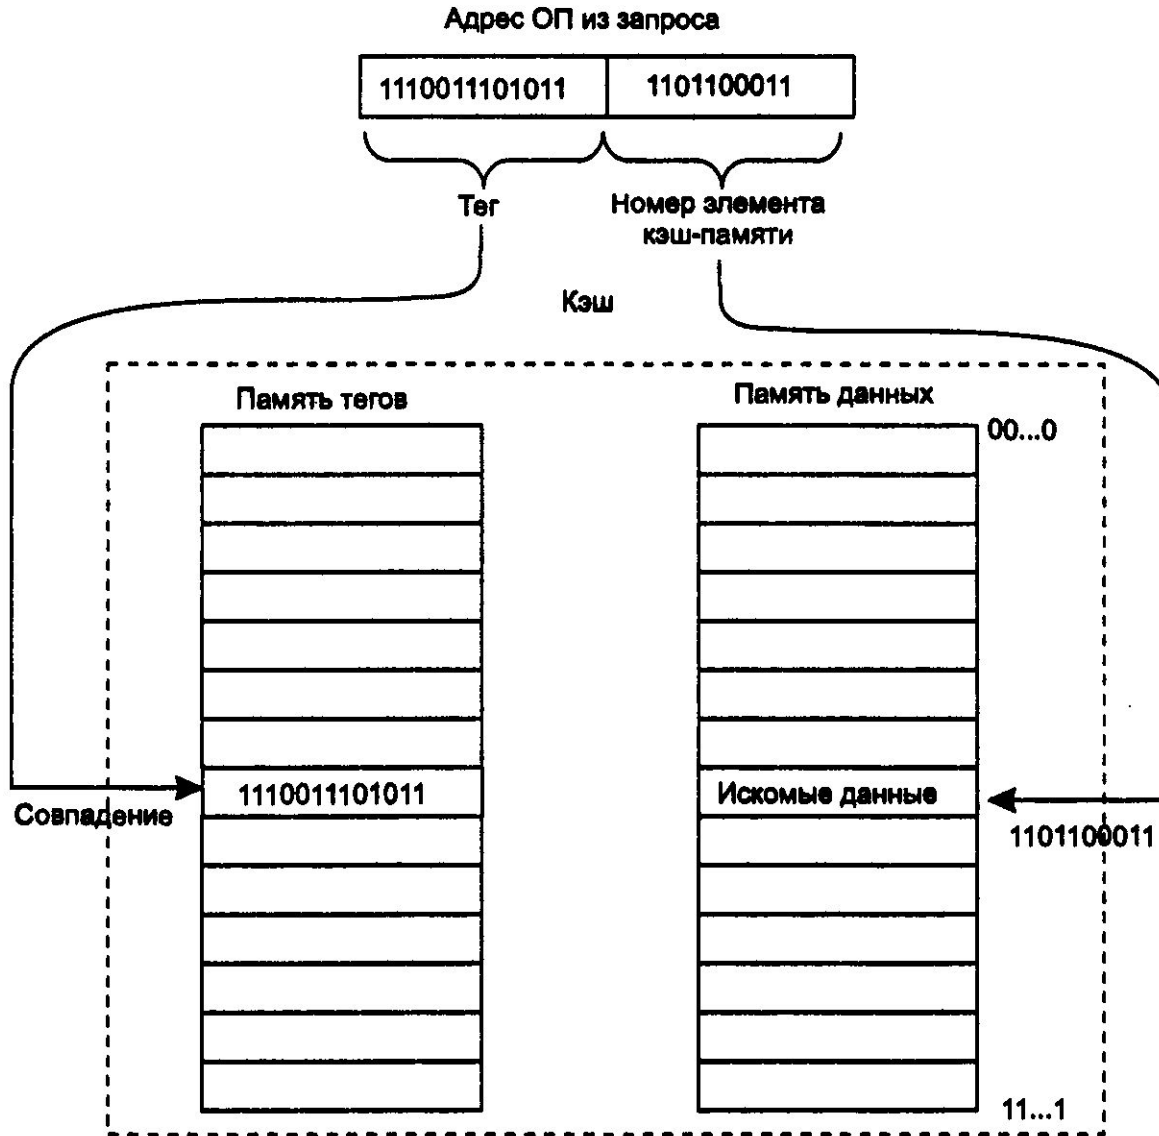 Адрес ОП из запроса
1110011101011 1101100011
Тег
Номер элемента
кэш-памяти
Кэш
Память тегов
Память данных
00...0
1110011101011
Искомые данные
Совпадение
1101100011
11...1